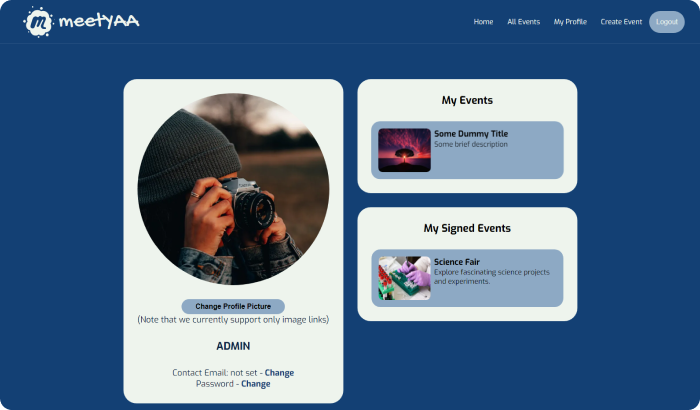 m meetyAA
Home All Events My Profile Create Event Logout
Change Profile Picture
(Note that we currently support only image links)
ADMIN
Contact Email: not set - Change
Password - Change
My Events
Some Dummy Title
Some brief description
My Signed Events
Science Fair
Explore fascinating science projects
and experiments.